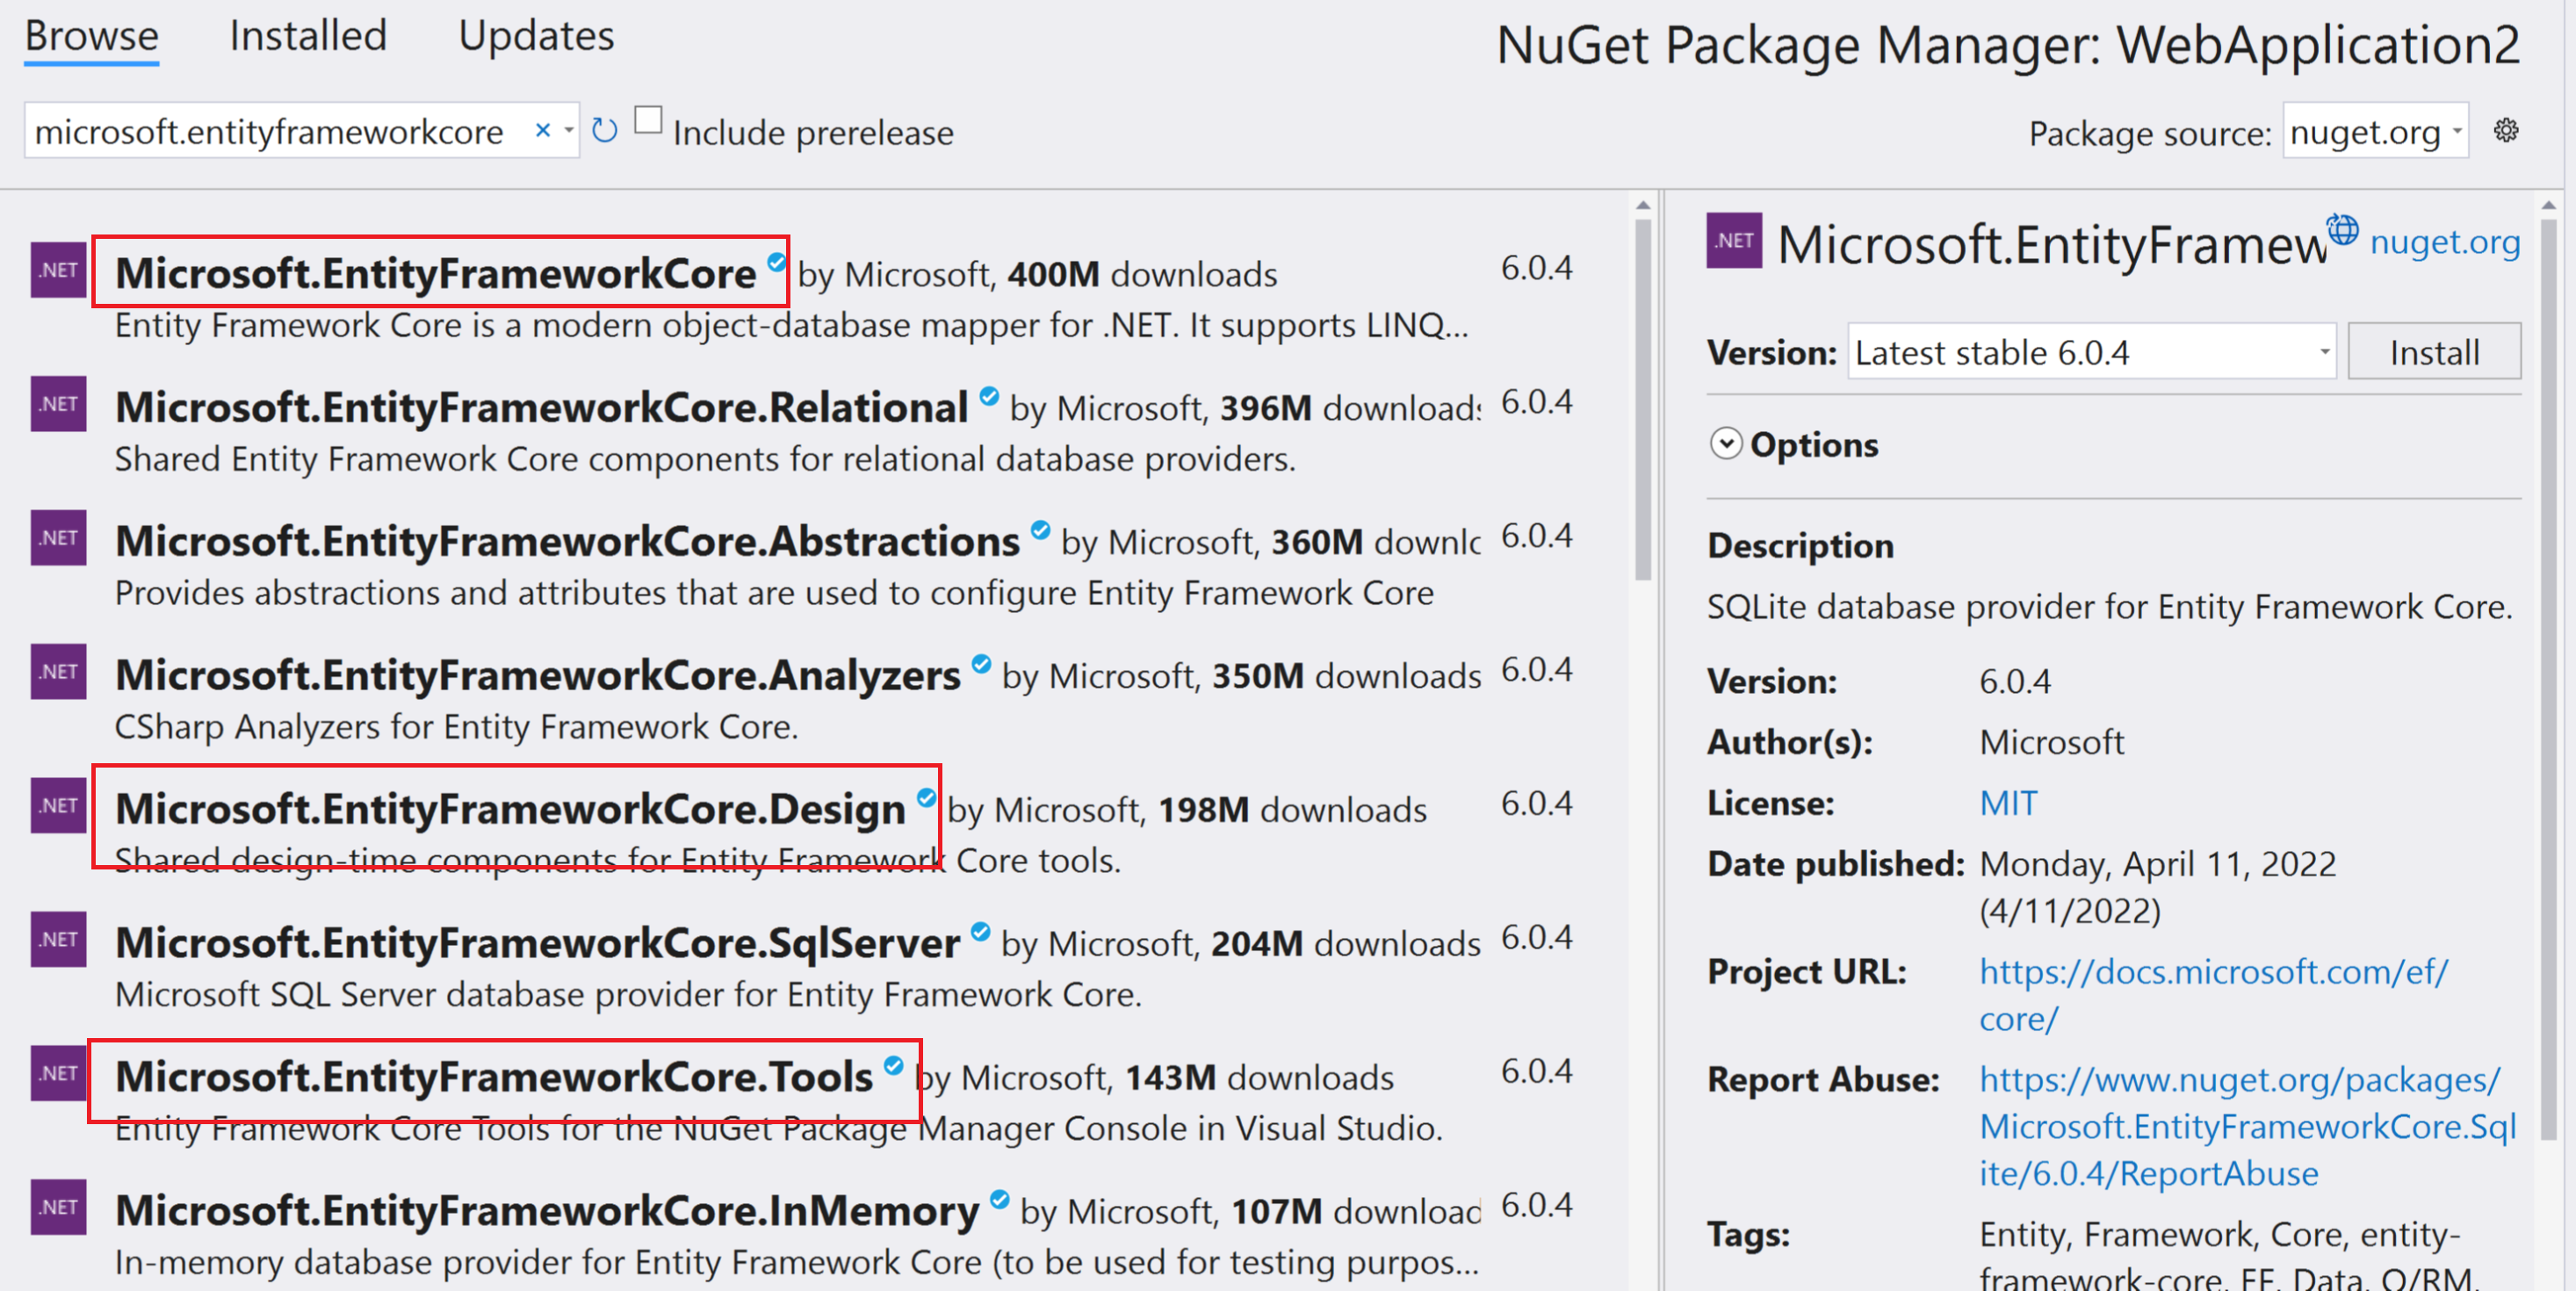 Browse Installed Updates
NuGet Package Manager: WebApplication2
microsoft.entityframeworkcore
Include prerelease
Package source: nuget.org
.NET Microsoft.EntityFrameworkCore by Microsoft, 400M downloads 6.0.4
Entity Framework Core is a modern object-database mapper for .NET. It supports LINQ...
.NET Microsoft.EntityFrameworkCore.Relational by Microsoft, 396M downloads 6.0.4
Shared Entity Framework Core components for relational database providers.
.NET Microsoft.EntityFrameworkCore.Abstractions by Microsoft, 360M downlc 6.0.4
Provides abstractions and attributes that are used to configure Entity Framework Core
.NET Microsoft.EntityFrameworkCore.Analyzers by Microsoft, 350M downloads 6.0.4
CSharp Analyzers for Entity Framework Core.
.NET Microsoft.EntityFrameworkCore.Design by Microsoft, 198M downloads 6.0.4
Shared design-time components for Entity Framework Core tools.
.NET Microsoft.EntityFrameworkCore.SqlServer by Microsoft, 204M downloads 6.0.4
Microsoft SQL Server database provider for Entity Framework Core.
.NET Microsoft.EntityFrameworkCore.Tools by Microsoft, 143M downloads 6.0.4
Entity Framework Core Tools for the NuGet Package Manager Console in Visual Studio.
.NET Microsoft.EntityFrameworkCore.InMemory by Microsoft, 107M download 6.0.4
In-memory database provider for Entity Framework Core (to be used for testing purpos...
.NET Microsoft.EntityFramew nuget.org
Version: Latest stable 6.0.4 Install
Options
Description
SQLite database provider for Entity Framework Core.
Version: 6.0.4
Author(s): Microsoft
License: MIT
Date published: Monday, April 11, 2022
(4/11/2022)
Project URL: https://docs.microsoft.com/ef/
core/
Report Abuse: https://www.nuget.org/packages/
Microsoft.EntityFrameworkCore.Sql
ite/6.0.4/ReportAbuse
Tags: Entity, Framework, Core, entity-
framework-core, EF, Data, O/RM,